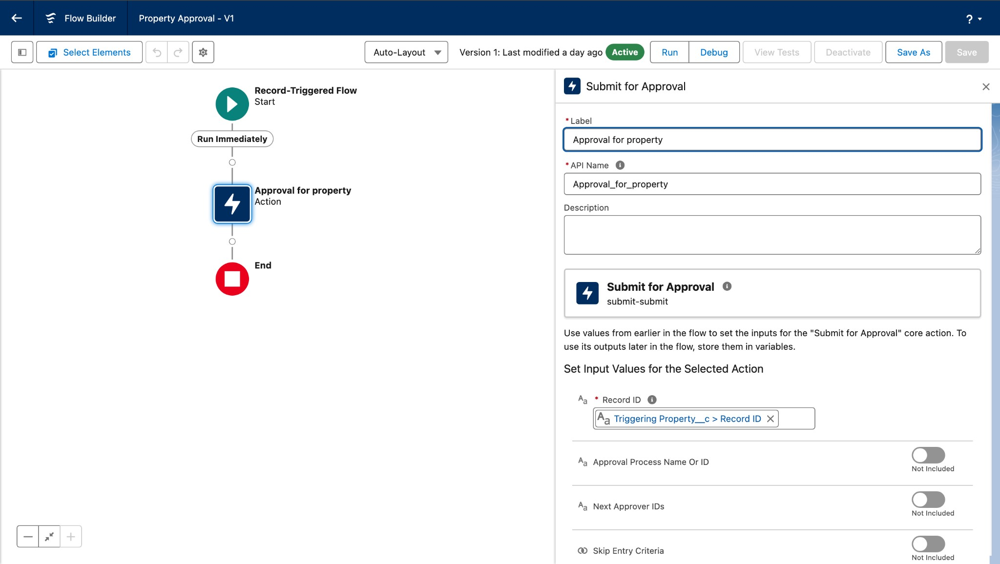 Flow Builder
Property Approval - V1
?
Select Elements
Auto-Layout
Version 1: Last modified a day ago
Active
Run
Debug
View Tests
Deactivate
Save As
Save
Record-Triggered Flow
Start
Run Immediately
Approval for property
Action
End
Submit for Approval
* Label
Approval for property
* API Name
Approval_for_property
Description
Submit for Approval
submit-submit
Use values from earlier in the flow to set the inputs for the "Submit for Approval" core action. To
use its outputs later in the flow, store them in variables.
Set Input Values for the Selected Action
Aa * Record ID
Aa Triggering Property__c > Record ID
Aa Approval Process Name Or ID
Not Included
Aa Next Approver IDs
Not Included
Skip Entry Criteria
Not Included